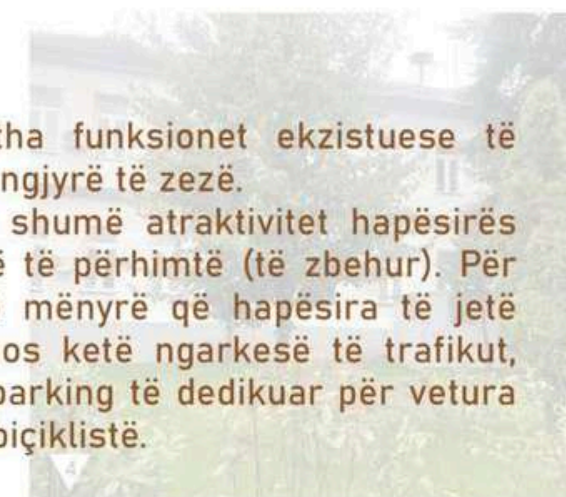 tha funksionet ekzistuese të
ngjyrë të zezë.
shumë atraktivitet hapësirës
të përhimtë (të zbehur). Për
mënyrë që hapësira të jetë
os ketë ngarkesë të trafikut,
parking të dedikuar për vetura
biçiklistë.
4